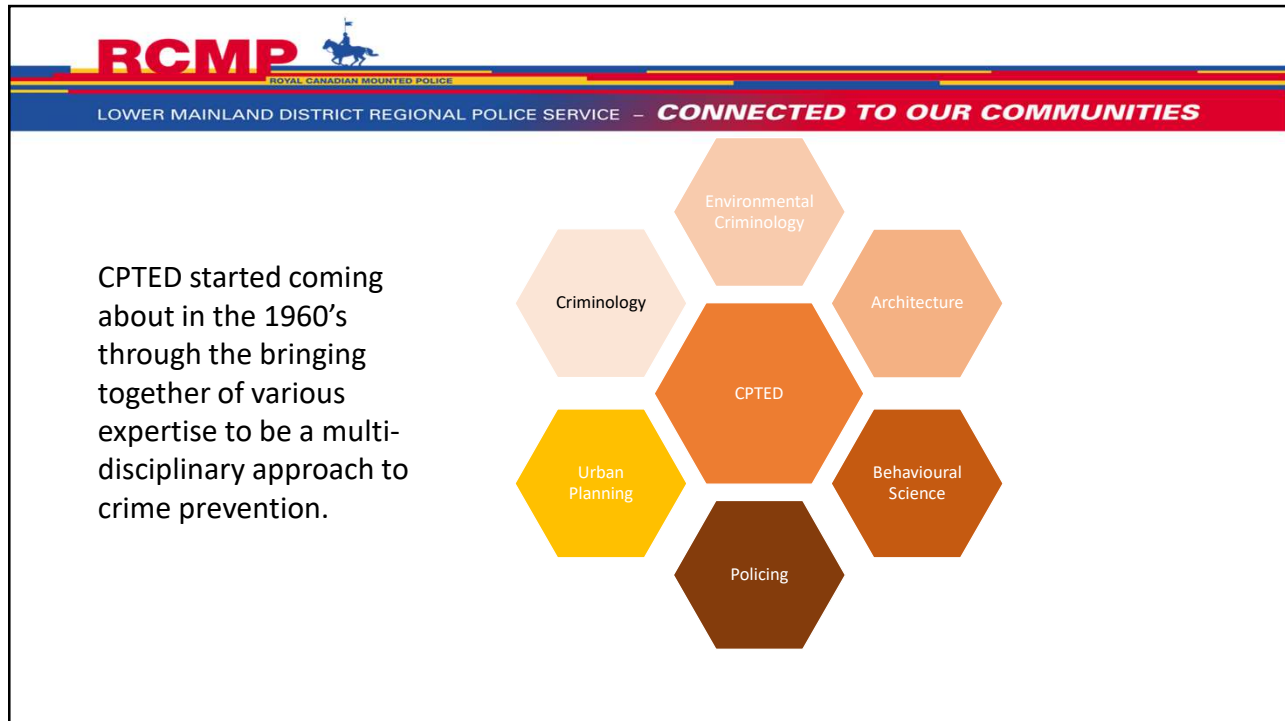 RCMP
ROYAL CANADIAN MOUNTED POLICE
LOWER MAINLAND DISTRICT REGIONAL POLICE SERVICE – CONNECTED TO OUR COMMUNITIES
CPTED started coming
about in the 1960’s
through the bringing
together of various
expertise to be a multi-
disciplinary approach to
crime prevention.
Environmental
Criminology
Criminology
Architecture
CPTED
Urban
Planning
Behavioural
Science
Policing